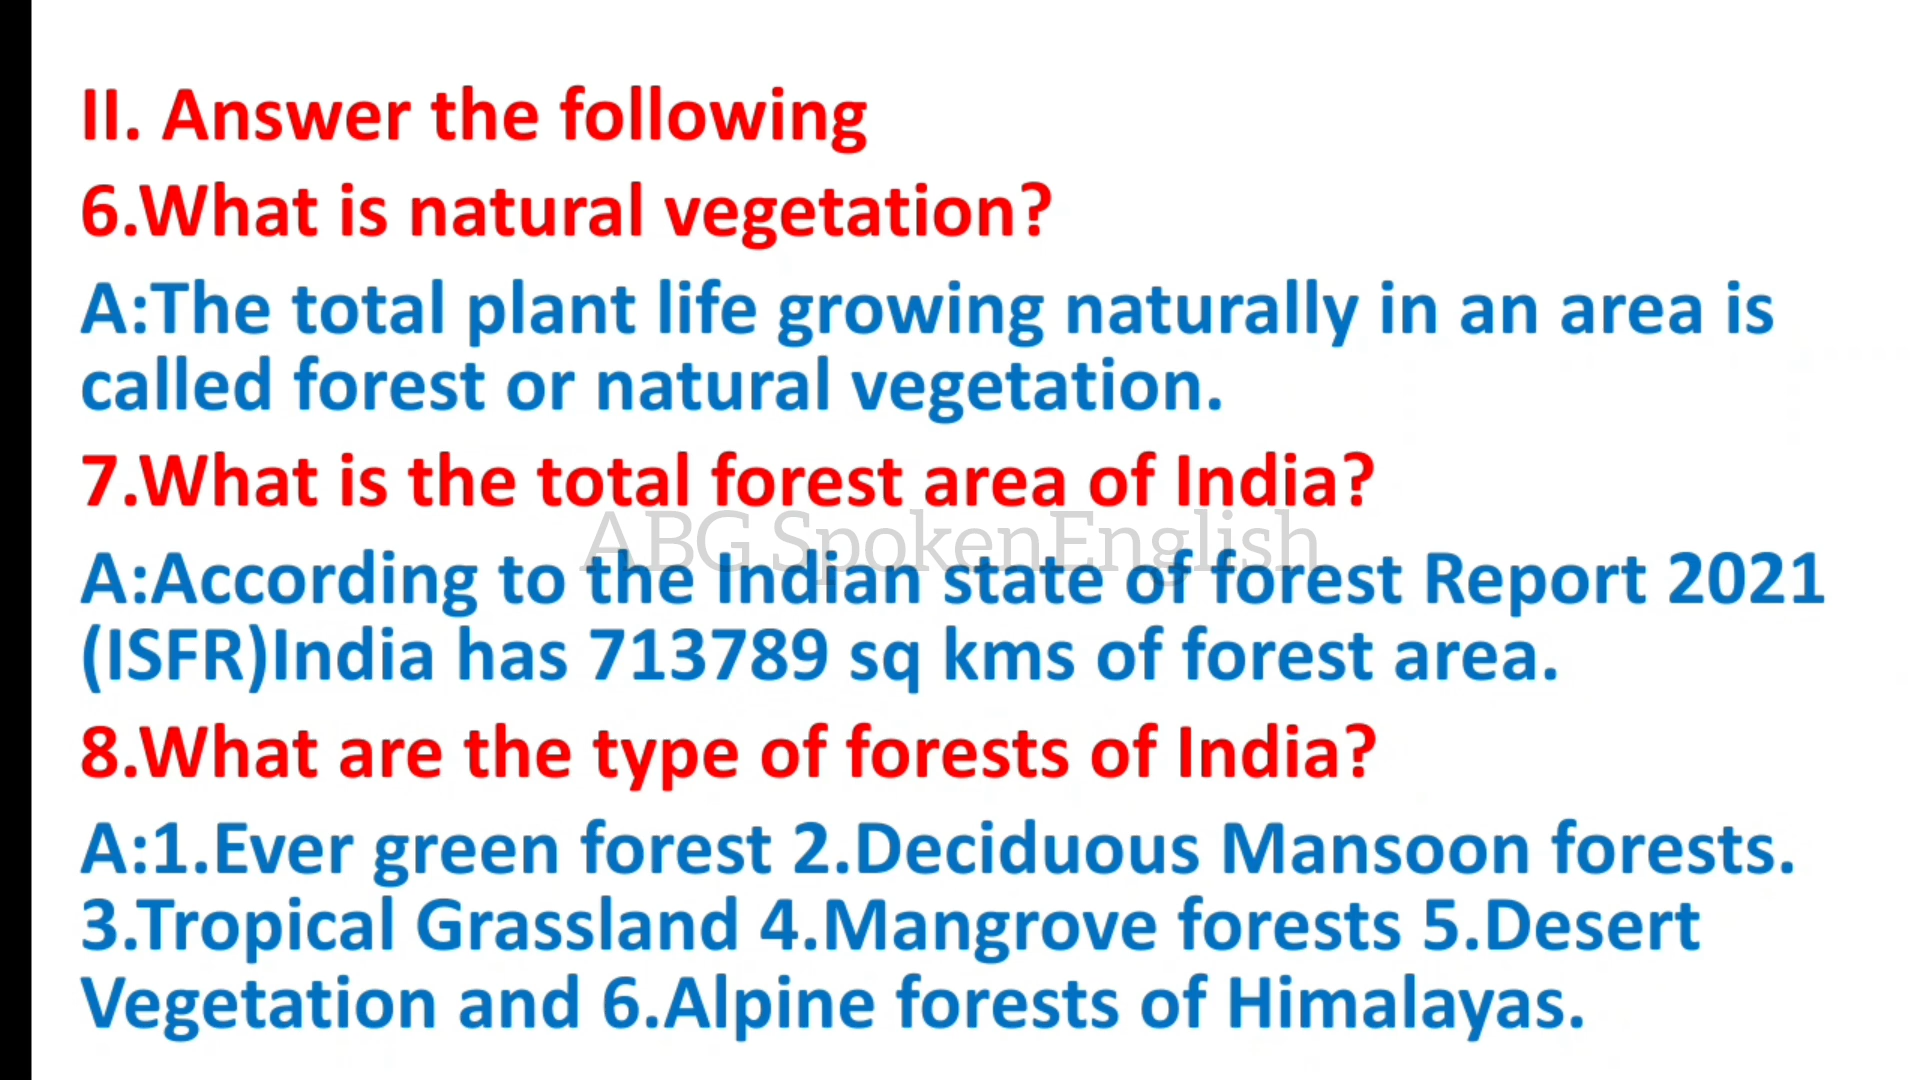 II. Answer the following
6.What is natural vegetation?
A:The total plant life growing naturally in an area is
called forest or natural vegetation.
7.What is the total forest area of India?
ABG SpokenEnglish
A:According to the Indian state of forest Report 2021
(ISFR)India has 713789 sq kms of forest area.
8.What are the type of forests of India?
A:1.Ever green forest 2.Deciduous Mansoon forests.
3.Tropical Grassland 4.Mangrove forests 5.Desert
Vegetation and 6.Alpine forests of Himalayas.